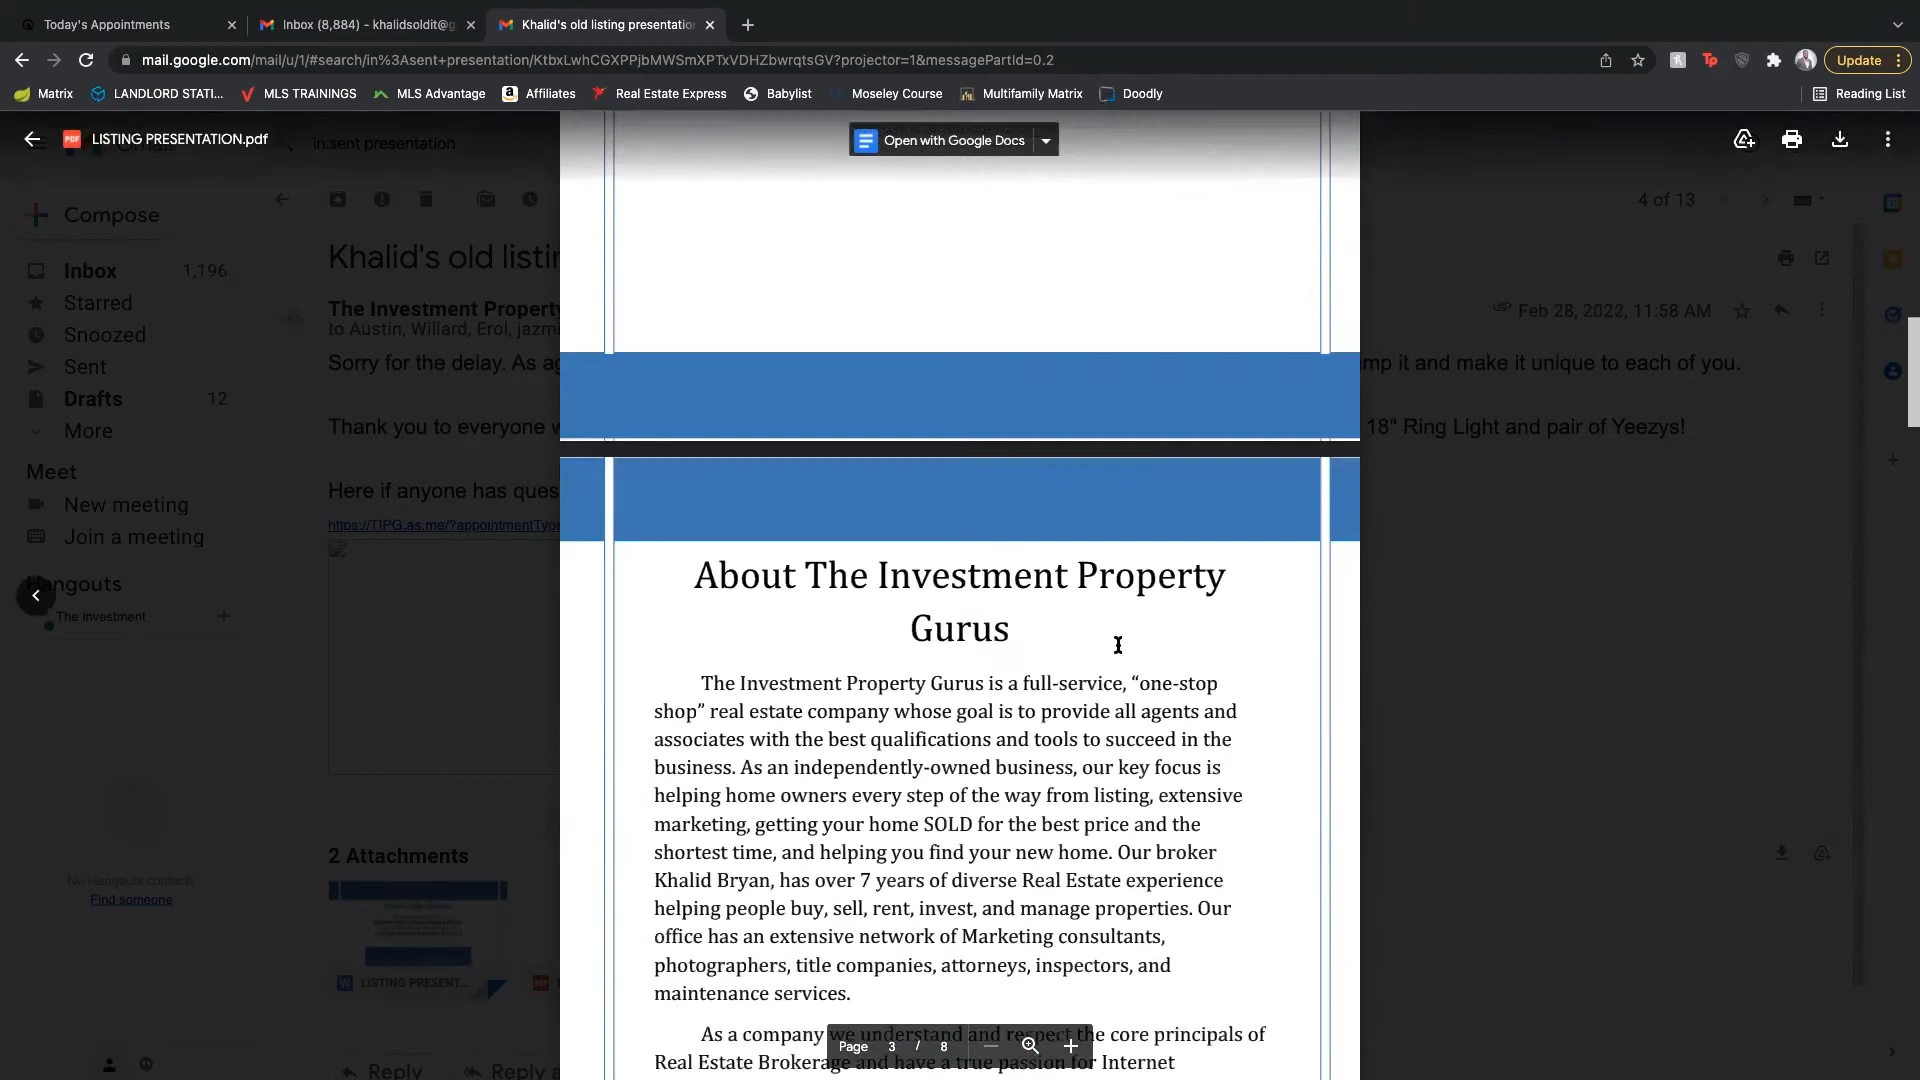 Today's Appointments
Inbox (8,884) - khalidsoldit@g
Khalid's old listing presentation
mail.google.com/mail/u/1/#search/in%3Asent+presentation/KtbxLwhCGXPPjbMWSmXPTxVDHZbwrqtsGV?projector=1&messagePartId=0.2
Update
Matrix
LANDLORD STATI...
MLS TRAININGS
MLS Advantage
Affiliates
Real Estate Express
Babylist
Moseley Course
Multifamily Matrix
Doodly
Reading List
LISTING PRESENTATION.pdf
in:sent presentation
Open with Google Docs
Compose
4 of 13
Khalid's old listin
Inbox 1,196
Starred
Snoozed
Sent
Drafts 12
More
The Investment Property
Feb 28, 2022, 11:58 AM
to Austin, Willard, Erol, jazmi
Sorry for the delay. As ag
mp it and make it unique to each of you.
Thank you to everyone w
18" Ring Light and pair of Yeezys!
Meet
New meeting
Join a meeting
Here if anyone has ques
https://TIPG.as.me/?appointmentType
Hangouts
The investment
No Hangouts contacts
Find someone
2 Attachments
LISTING PRESENT...
Reply
Reply a
About The Investment Property
Gurus
The Investment Property Gurus is a full-service, “one-stop
shop” real estate company whose goal is to provide all agents and
associates with the best qualifications and tools to succeed in the
business. As an independently-owned business, our key focus is
helping home owners every step of the way from listing, extensive
marketing, getting your home SOLD for the best price and the
shortest time, and helping you find your new home. Our broker
Khalid Bryan, has over 7 years of diverse Real Estate experience
helping people buy, sell, rent, invest, and manage properties. Our
office has an extensive network of Marketing consultants,
photographers, title companies, attorneys, inspectors, and
maintenance services.
As a company we understand and respect the core principals of
Real Estate Brokerage and have a true passion for Internet
Page 3 / 8